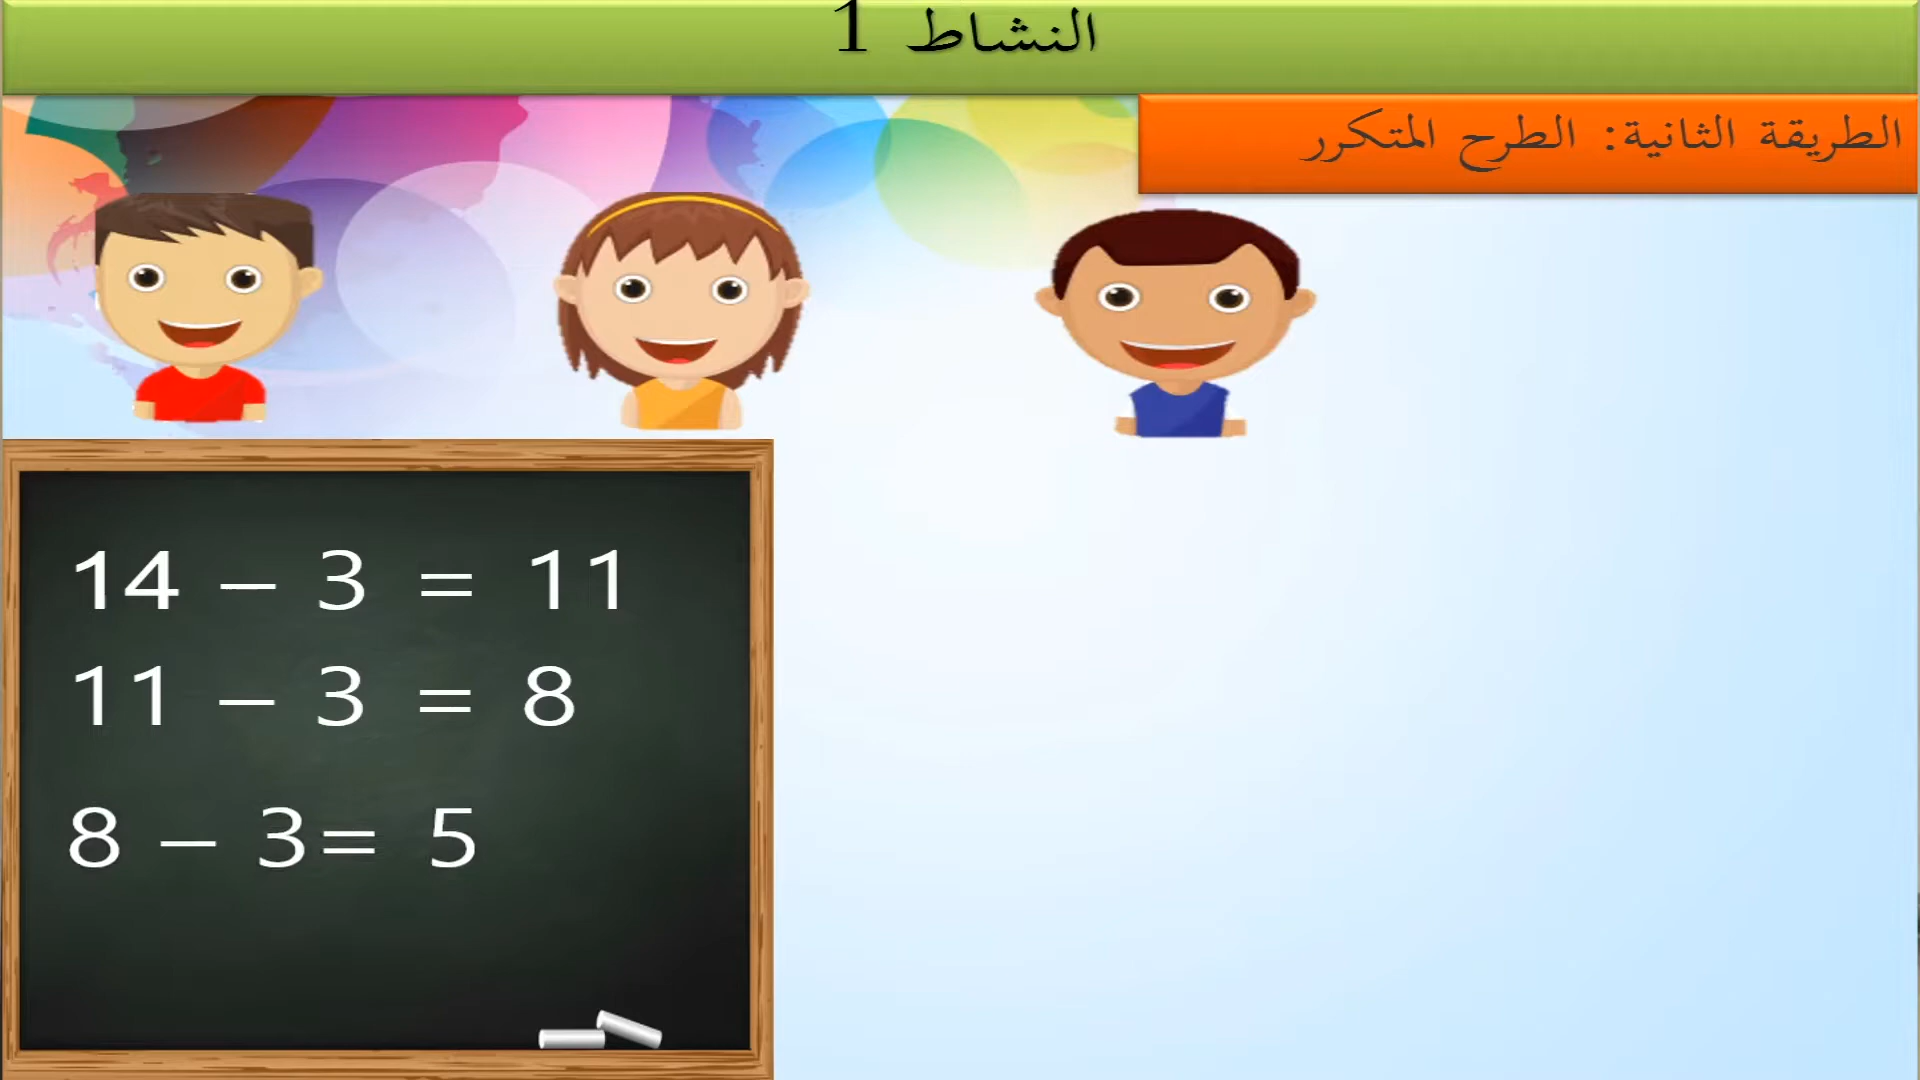 النشاط 1
الطريقة الثانية: الطرح المتكرر
14 – 3 = 11
11 – 3 = 8
8 – 3= 5